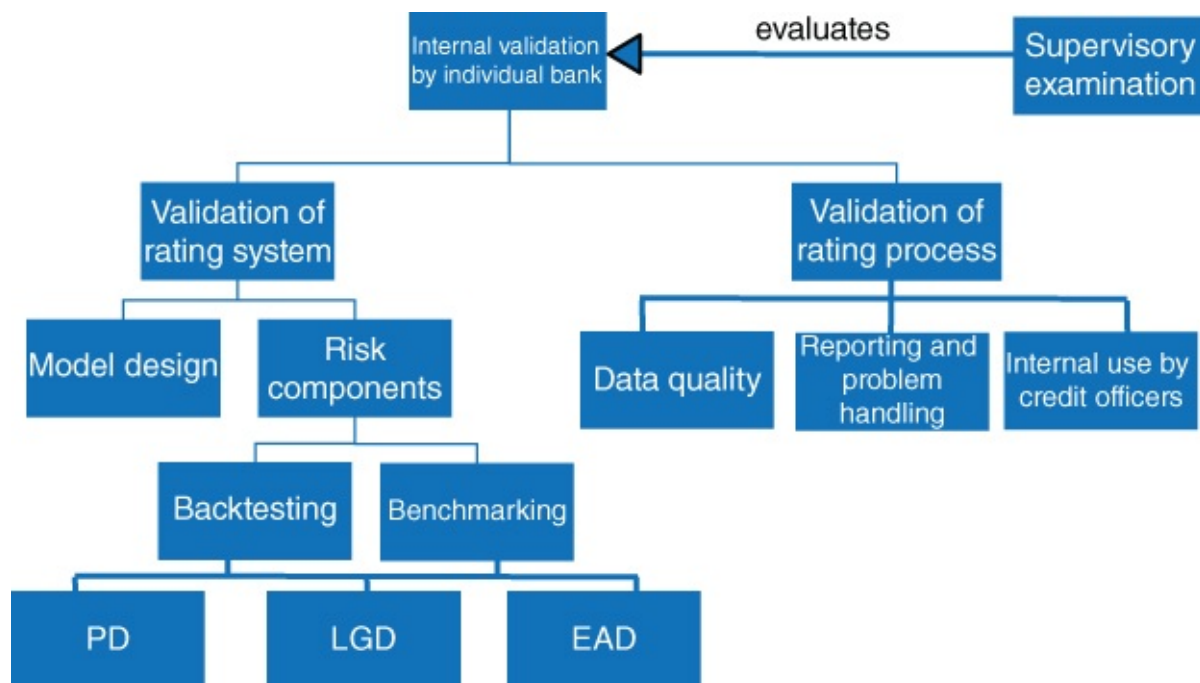 evaluates
Internal validation
by individual bank
Supervisory
examination
Validation of
rating system
Validation of
rating process
Model design
Risk
components
Data quality
Reporting and
problem
handling
Internal use by
credit officers
Backtesting
Benchmarking
PD
LGD
EAD